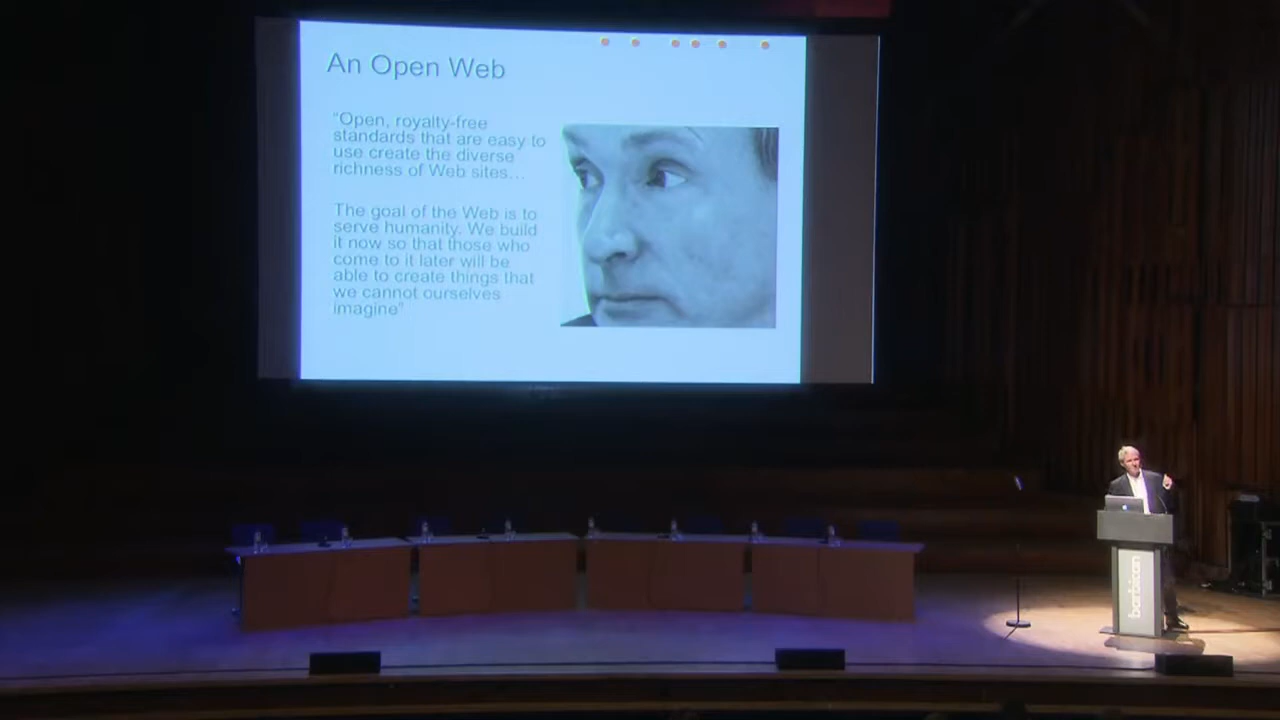 An Open Web
"Open, royalty-free
standards that are easy to
use create the diverse
richness of Web sites...
The goal of the Web is to
serve humanity. We build
it now so that those who
come to it later will be
able to create things that
we cannot ourselves
imagine"
barbican